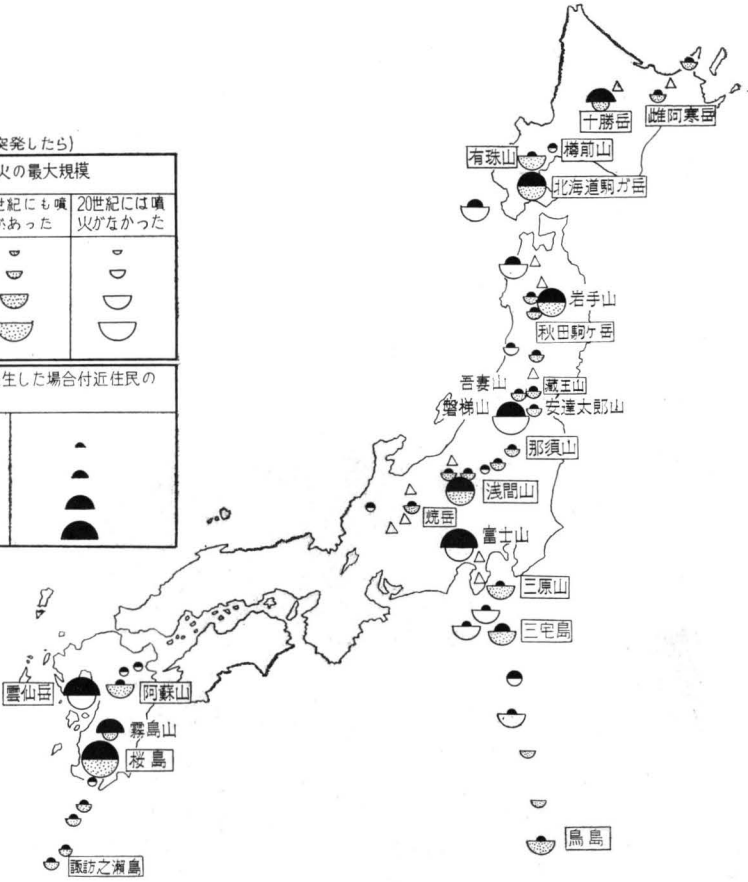 突発したら)
火の最大規模
世紀にも噴
があった
20世紀には噴
火がなかった
生した場合付近住民の
十勝岳
雌阿寒岳
有珠山
樽前山
北海道駒ガ岳
岩手山
秋田駒ヶ岳
吾妻山
蔵王山
磐梯山
安達太郎山
那須山
浅間山
焼岳
富士山
三原山
三宅島
雲仙岳
阿蘇山
霧島山
桜島
鳥島
諏訪之瀬島